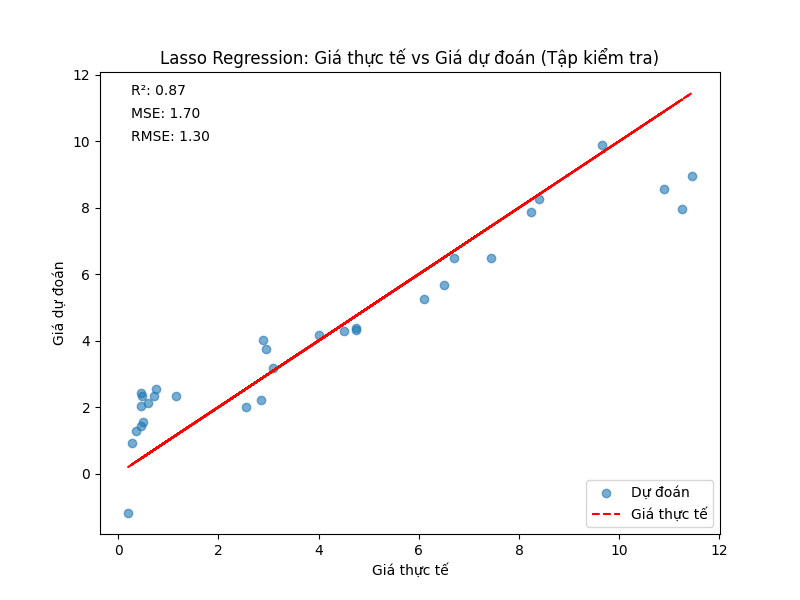 Lasso Regression: Giá thực tế vs Giá dự đoán (Tập kiểm tra)
R²: 0.87
MSE: 1.70
RMSE: 1.30
12
10
8
6
4
2
0
Giá dự đoán
0 2 4 6 8 10 12
Giá thực tế
Dự đoán
Giá thực tế